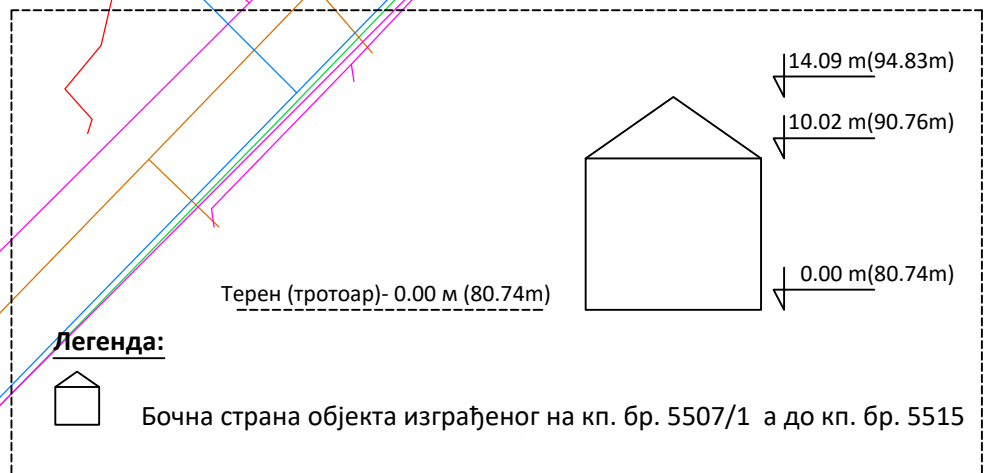 14.09 m(94.83m)
10.02 m(90.76m)
0.00 m(80.74m)
Терен (тротоар)- 0.00 м (80.74m)
Легенда:
Бочна страна објекта изграђеног на кп. бр. 5507/1 а до кп. бр. 5515